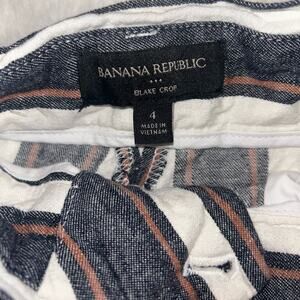 BANANA REPUBLIC
BLAKE CROP
4
MADE IN
VIETNAM